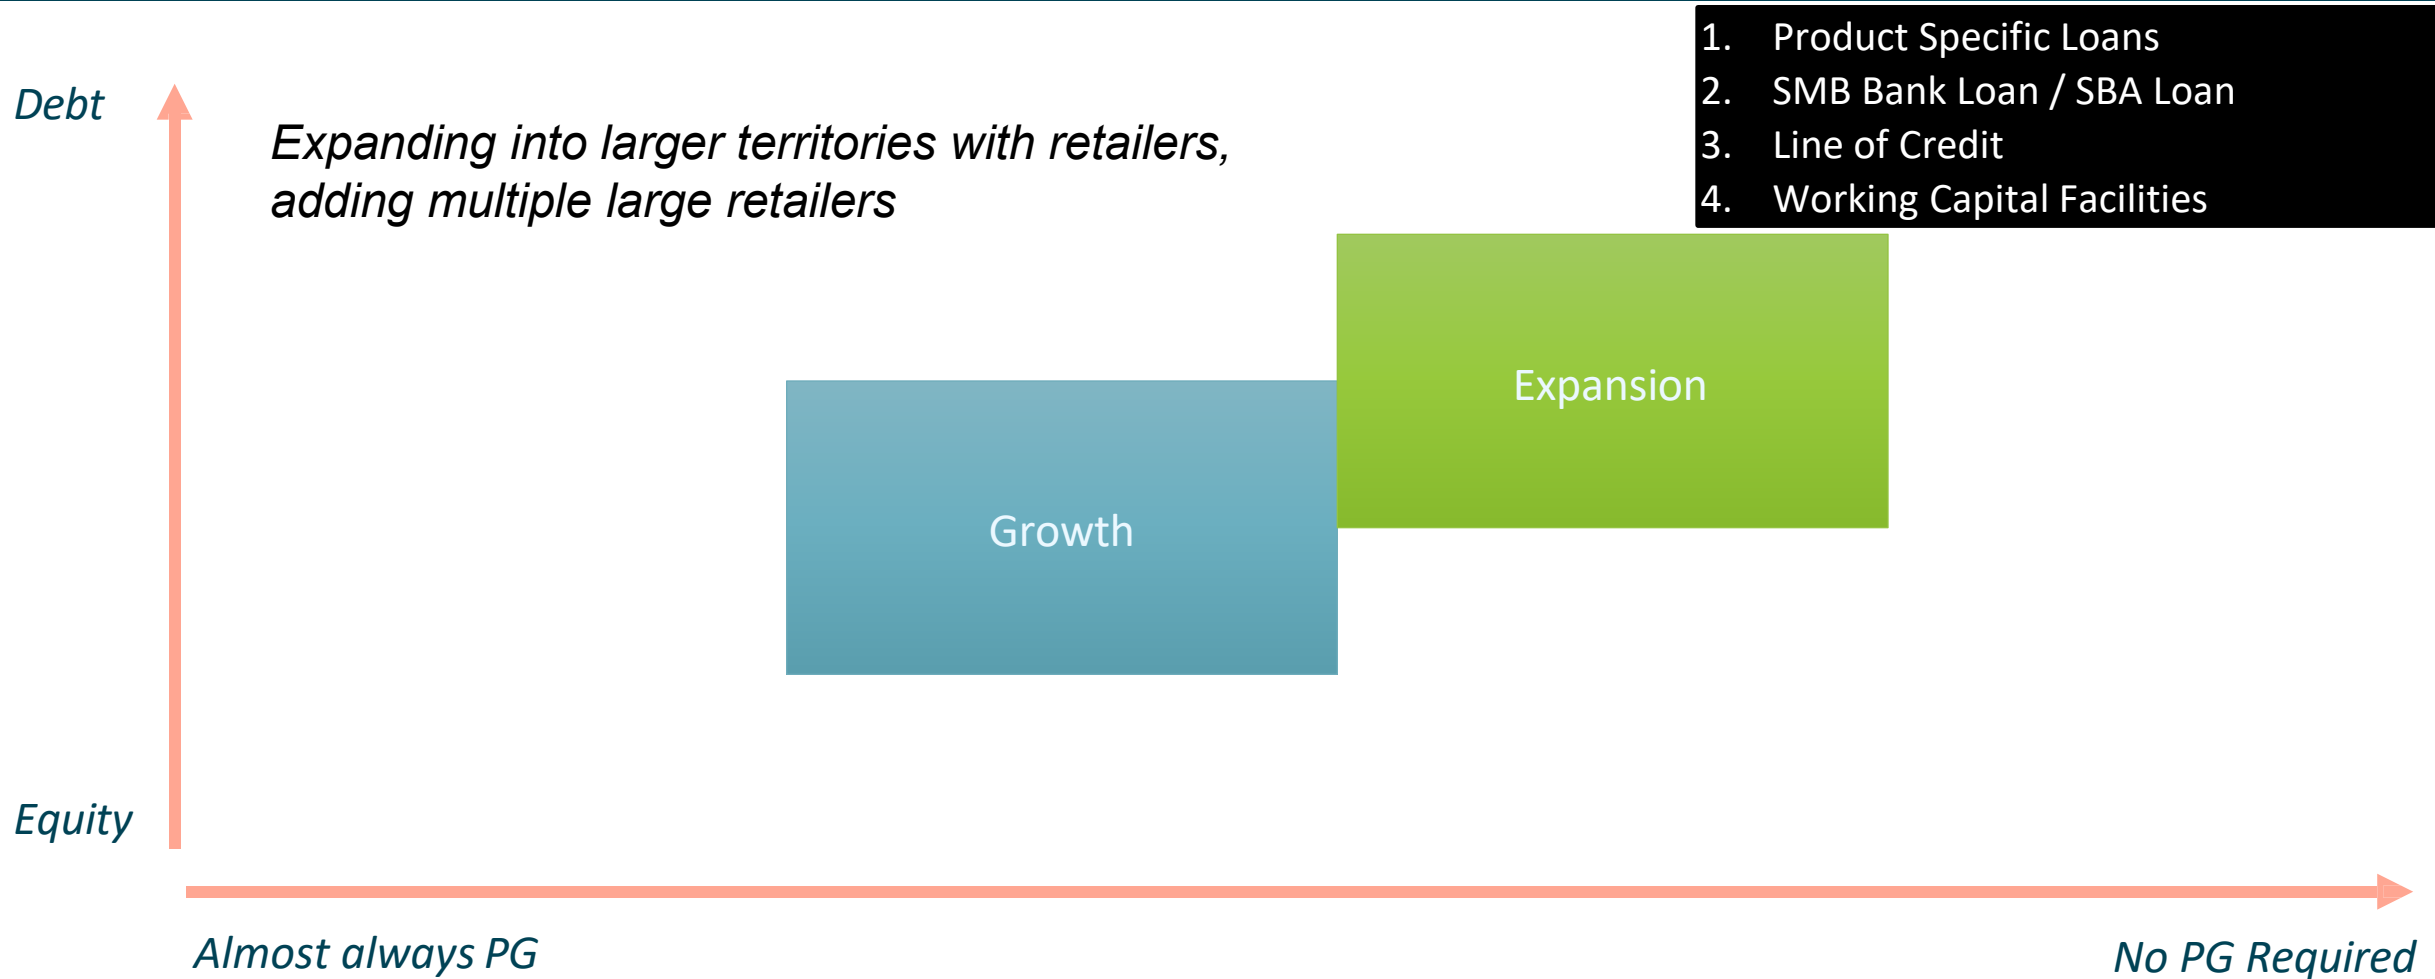 1. Product Specific Loans
2. SMB Bank Loan / SBA Loan
3. Line of Credit
4. Working Capital Facilities
Debt
Expanding into larger territories with retailers,
adding multiple large retailers
Expansion
Growth
Equity
Almost always PG
No PG Required